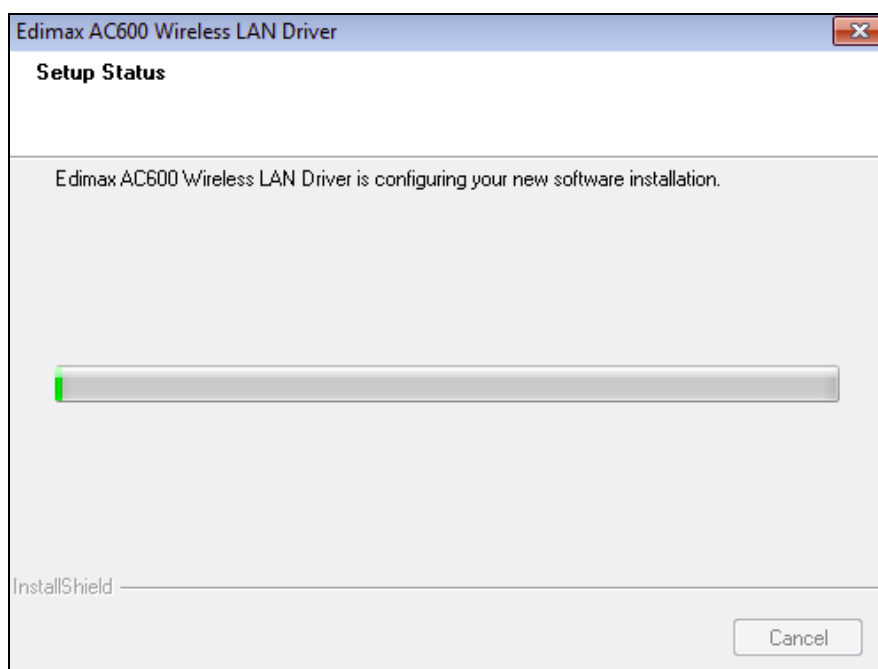 Edimax AC600 Wireless LAN Driver
Setup Status
Edimax AC600 Wireless LAN Driver is configuring your new software installation.
InstallShield
Cancel